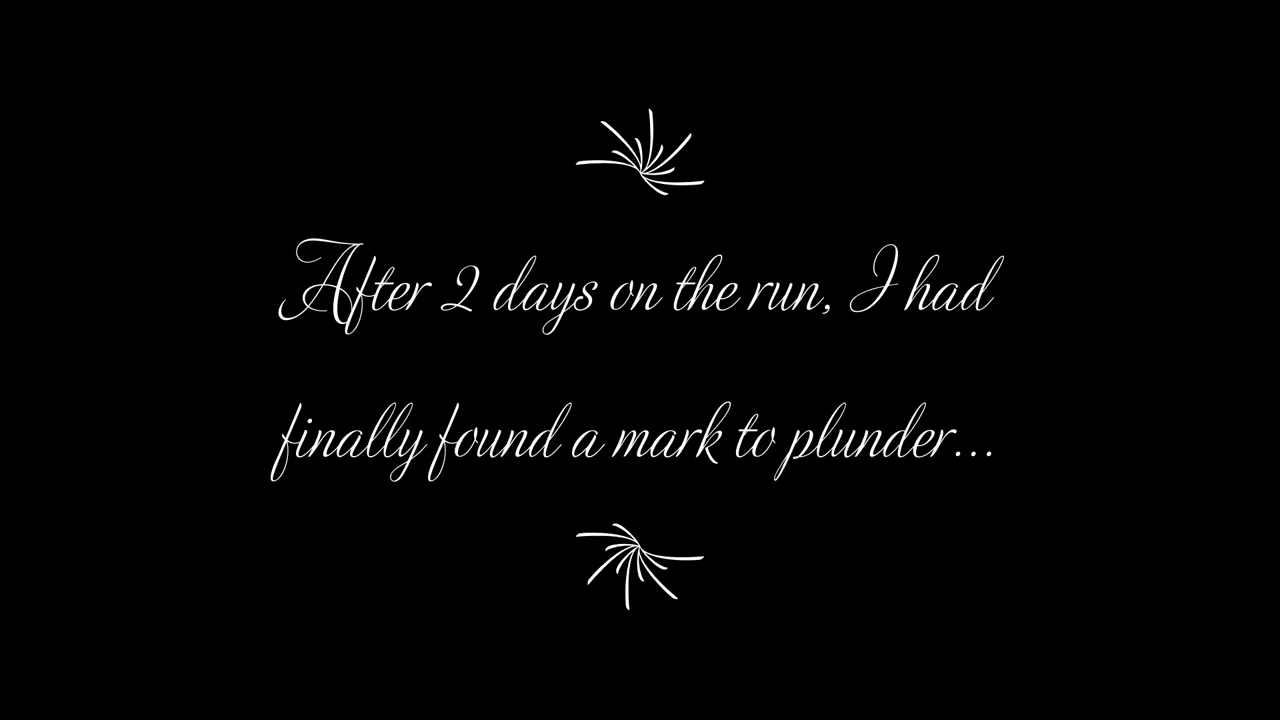 After 2 days on the run, I had
finally found a mark to plunder...